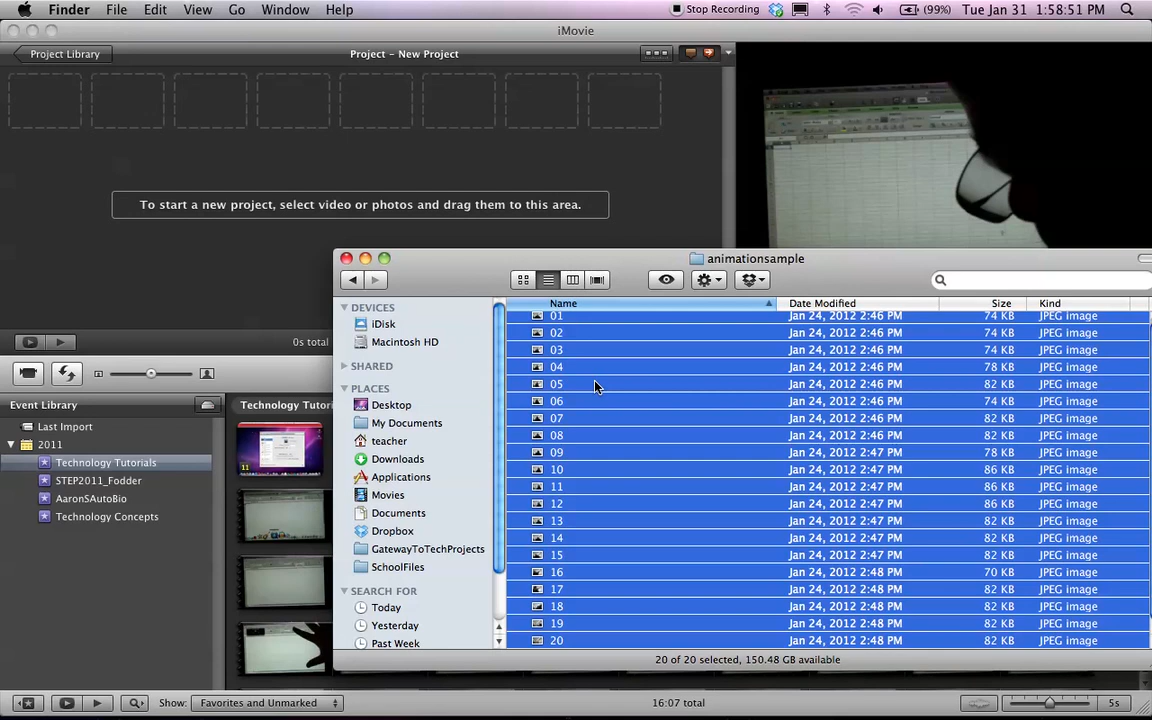 Finder File Edit View Go Window Help Stop Recording (99%) Tue Jan 31 1:58:51 PM
iMovie
Project Library Project - New Project
To start a new project, select video or photos and drag them to this area.
0s total
animationsample
DEVICES
iDisk
Macintosh HD
SHARED
PLACES
Desktop
My Documents
teacher
Downloads
Applications
Movies
Documents
Dropbox
GatewayToTechProjects
SchoolFiles
SEARCH FOR
Today
Yesterday
Past Week
Name Date Modified Size Kind
01 Jan 24, 2012 2:46 PM 74 KB JPEG image
02 Jan 24, 2012 2:46 PM 74 KB JPEG image
03 Jan 24, 2012 2:46 PM 74 KB JPEG image
04 Jan 24, 2012 2:46 PM 78 KB JPEG image
05 Jan 24, 2012 2:46 PM 82 KB JPEG image
06 Jan 24, 2012 2:46 PM 74 KB JPEG image
07 Jan 24, 2012 2:46 PM 82 KB JPEG image
08 Jan 24, 2012 2:46 PM 82 KB JPEG image
09 Jan 24, 2012 2:47 PM 78 KB JPEG image
10 Jan 24, 2012 2:47 PM 86 KB JPEG image
11 Jan 24, 2012 2:47 PM 86 KB JPEG image
12 Jan 24, 2012 2:47 PM 86 KB JPEG image
13 Jan 24, 2012 2:47 PM 82 KB JPEG image
14 Jan 24, 2012 2:47 PM 82 KB JPEG image
15 Jan 24, 2012 2:47 PM 82 KB JPEG image
16 Jan 24, 2012 2:48 PM 70 KB JPEG image
17 Jan 24, 2012 2:48 PM 82 KB JPEG image
18 Jan 24, 2012 2:48 PM 82 KB JPEG image
19 Jan 24, 2012 2:48 PM 82 KB JPEG image
20 Jan 24, 2012 2:48 PM 82 KB JPEG image
20 of 20 selected, 150.48 GB available
Event Library Technology Tutori
Last Import
2011
Technology Tutorials
STEP2011_Fodder
AaronSAutoBio
Technology Concepts
11
Show: Favorites and Unmarked 16:07 total 5s